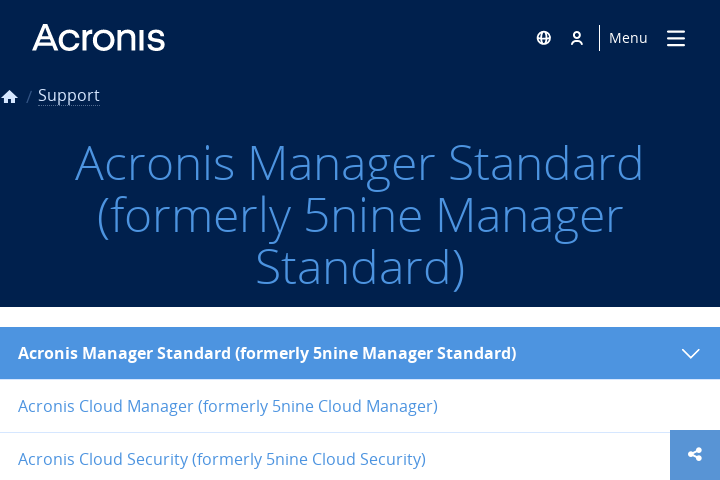 Acronis
Menu
/ Support
Acronis Manager Standard
(formerly 5nine Manager
Standard)
Acronis Manager Standard (formerly 5nine Manager Standard)
Acronis Cloud Manager (formerly 5nine Cloud Manager)
Acronis Cloud Security (formerly 5nine Cloud Security)